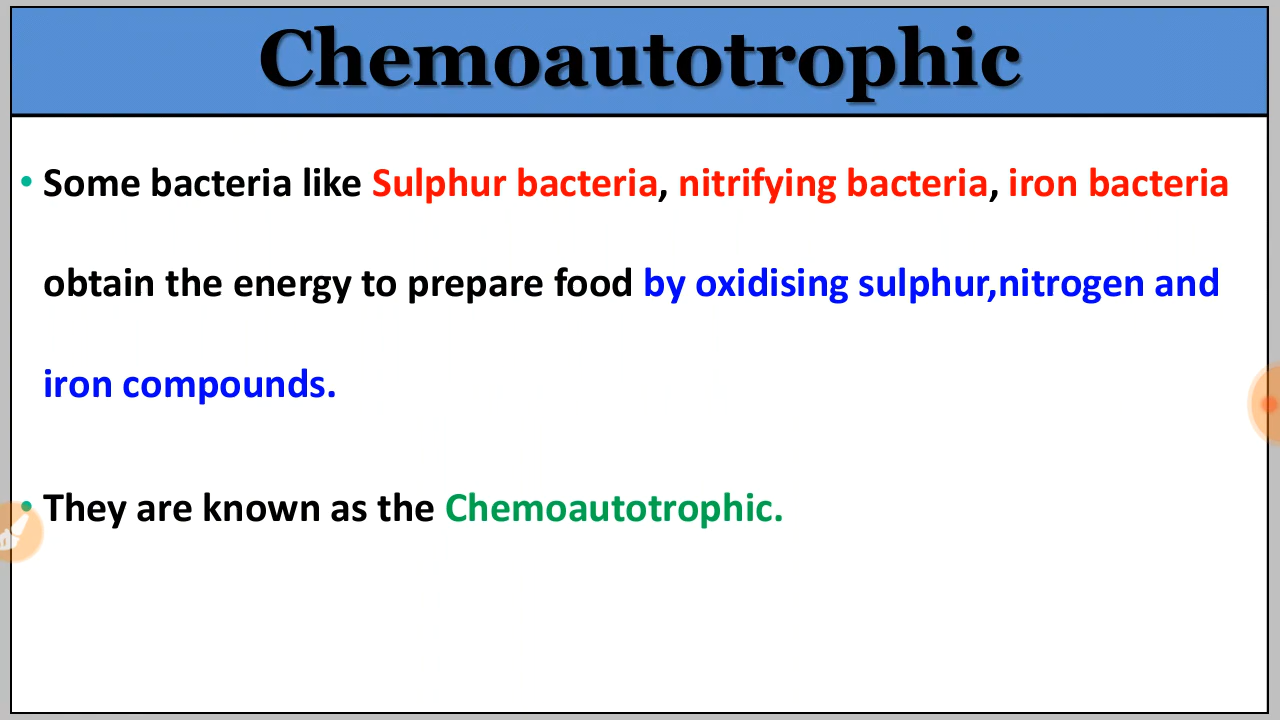 Chemoautotrophic
• Some bacteria like Sulphur bacteria, nitrifying bacteria, iron bacteria
obtain the energy to prepare food by oxidising sulphur,nitrogen and
iron compounds.
• They are known as the Chemoautotrophic.